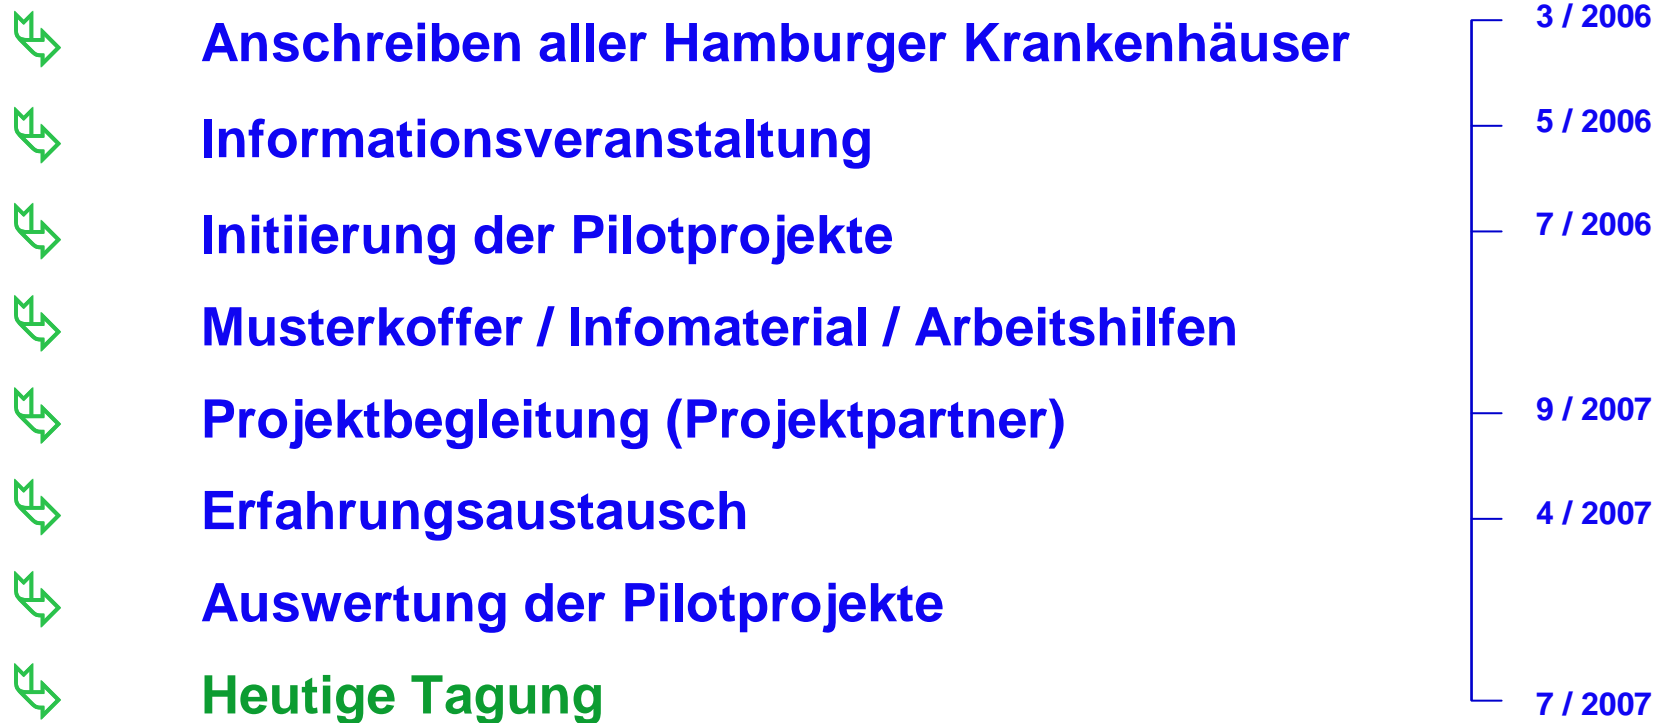 Anschreiben aller Hamburger Krankenhäuser 3 / 2006
Informationsveranstaltung 5 / 2006
Initiierung der Pilotprojekte 7 / 2006
Musterkoffer / Infomaterial / Arbeitshilfen
Projektbegleitung (Projektpartner) 9 / 2007
Erfahrungsaustausch 4 / 2007
Auswertung der Pilotprojekte
Heutige Tagung 7 / 2007